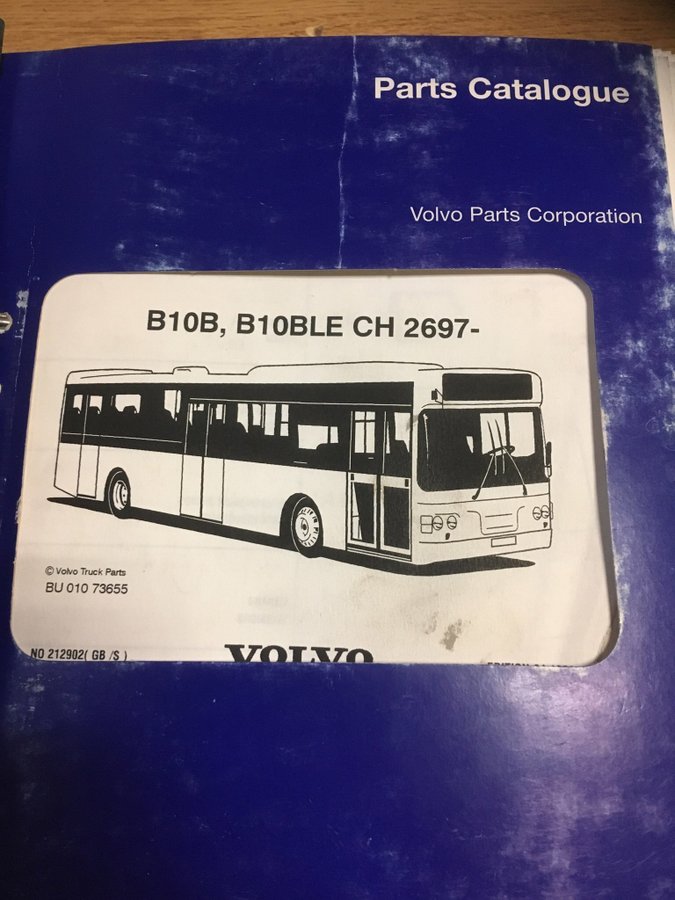 Parts Catalogue
Volvo Parts Corporation
B10B, B10BLE CH 2697-
© Volvo Truck Parts
BU 010 73655
NO 212902( GB /S )
VOLVO
EDITION